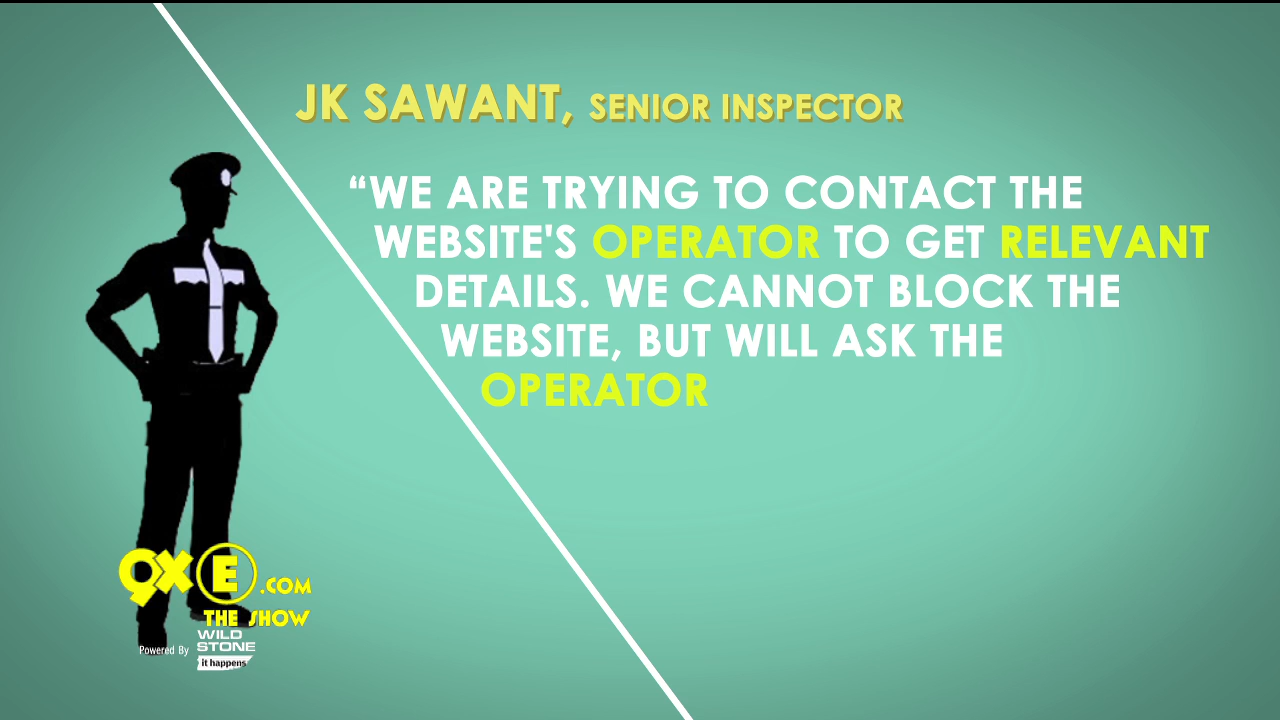 JK SAWANT, SENIOR INSPECTOR
“WE ARE TRYING TO CONTACT THE
WEBSITE'S OPERATOR TO GET RELEVANT
DETAILS. WE CANNOT BLOCK THE
WEBSITE, BUT WILL ASK THE
OPERATOR
9XE.COM
THE SHOW
Powered By WILD STONE
it happens